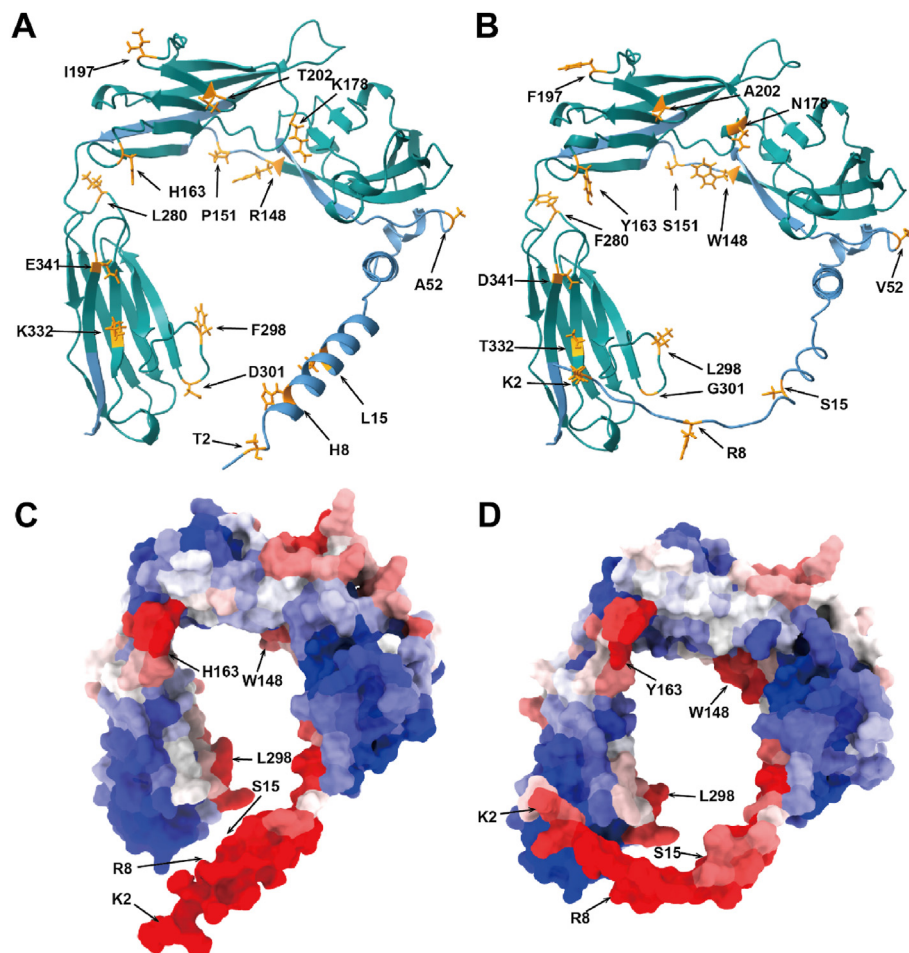 A
I197
T202
K178
H163
L280
P151
R148
E341
A52
K332
F298
D301
L15
T2
H8
B
F197
A202
N178
Y163
S151
F280
W148
D341
V52
T332
L298
K2
G301
S15
R8
C
H163
W148
L298
S15
R8
K2
D
Y163
W148
L298
K2
S15
R8